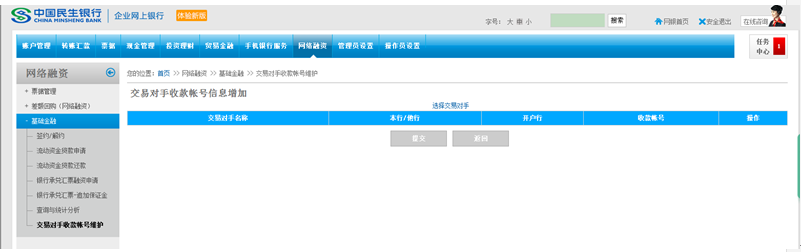 中国民生银行 企业网上银行 体验新版
CHINA MINSHENG BANK
字号： 大 中 小 搜索 网银首页 安全退出 在线咨询
账户管理 转账汇款 票据 现金管理 投资理财 贸易金融 手机银行服务 网络融资 管理员设置 操作员设置
任务中心 1
网络融资
票据管理
差额回购（网络融资）
基础金融
签约/解约
流动资金贷款申请
流动资金贷款还款
银行承兑汇票融资申请
银行承兑汇票-追加保证金
查询与统计分析
交易对手收款帐号维护
您的位置：首页 >> 网络融资 >> 基础金融 >> 交易对手收款帐号维护
交易对手收款帐号信息增加
选择交易对手
交易对手名称 本行/他行 开户行 收款帐号 操作
提交 返回